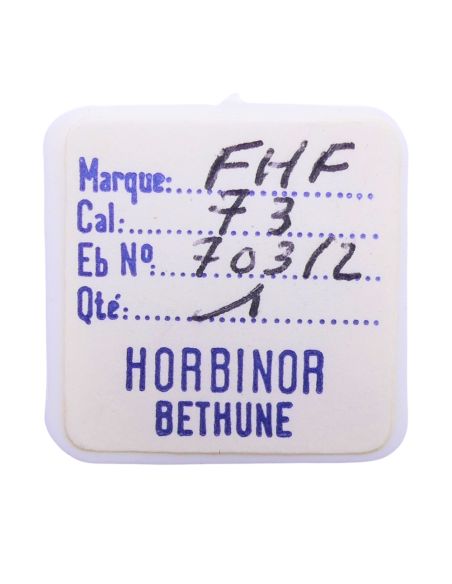 Marque: FHF
Cal: 73
Eb Nº: 703/2
Qté: 1
HORBINOR
BETHUNE